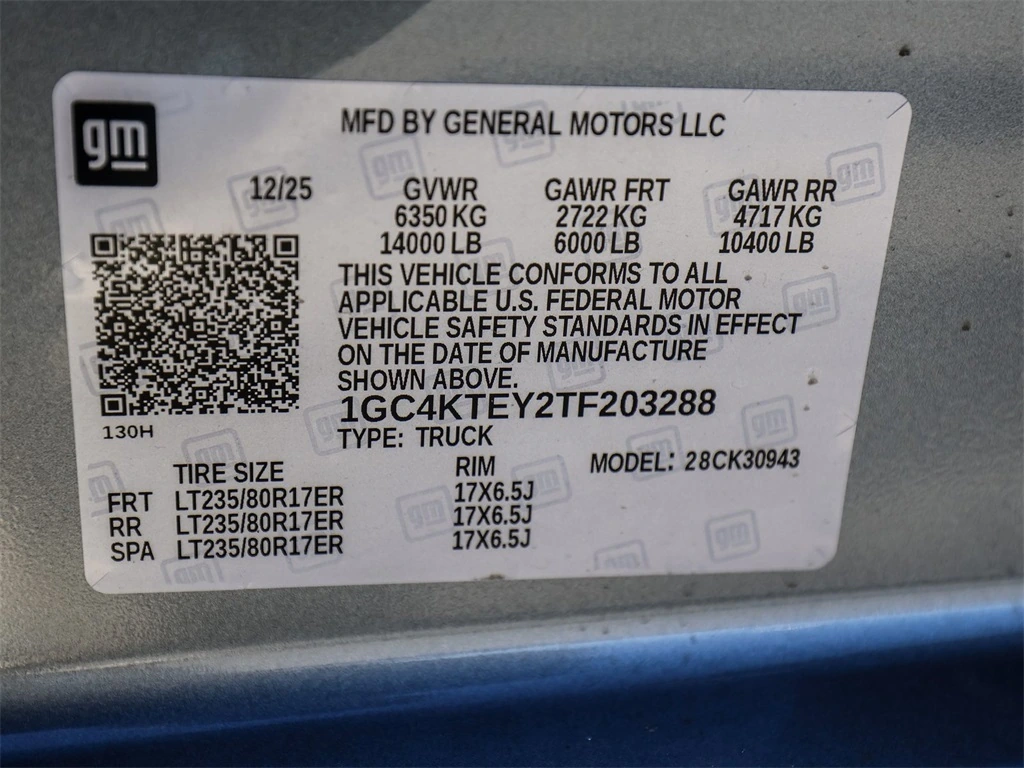 gm
MFD BY GENERAL MOTORS LLC
12/25 GVWR GAWR FRT GAWR RR
6350 KG 2722 KG 4717 KG
14000 LB 6000 LB 10400 LB
THIS VEHICLE CONFORMS TO ALL
APPLICABLE U.S. FEDERAL MOTOR
VEHICLE SAFETY STANDARDS IN EFFECT
ON THE DATE OF MANUFACTURE
SHOWN ABOVE.
1GC4KTEY2TF203288
130H
TYPE: TRUCK
TIRE SIZE RIM MODEL: 28CK30943
FRT LT235/80R17ER 17X6.5J
RR LT235/80R17ER 17X6.5J
SPA LT235/80R17ER 17X6.5J